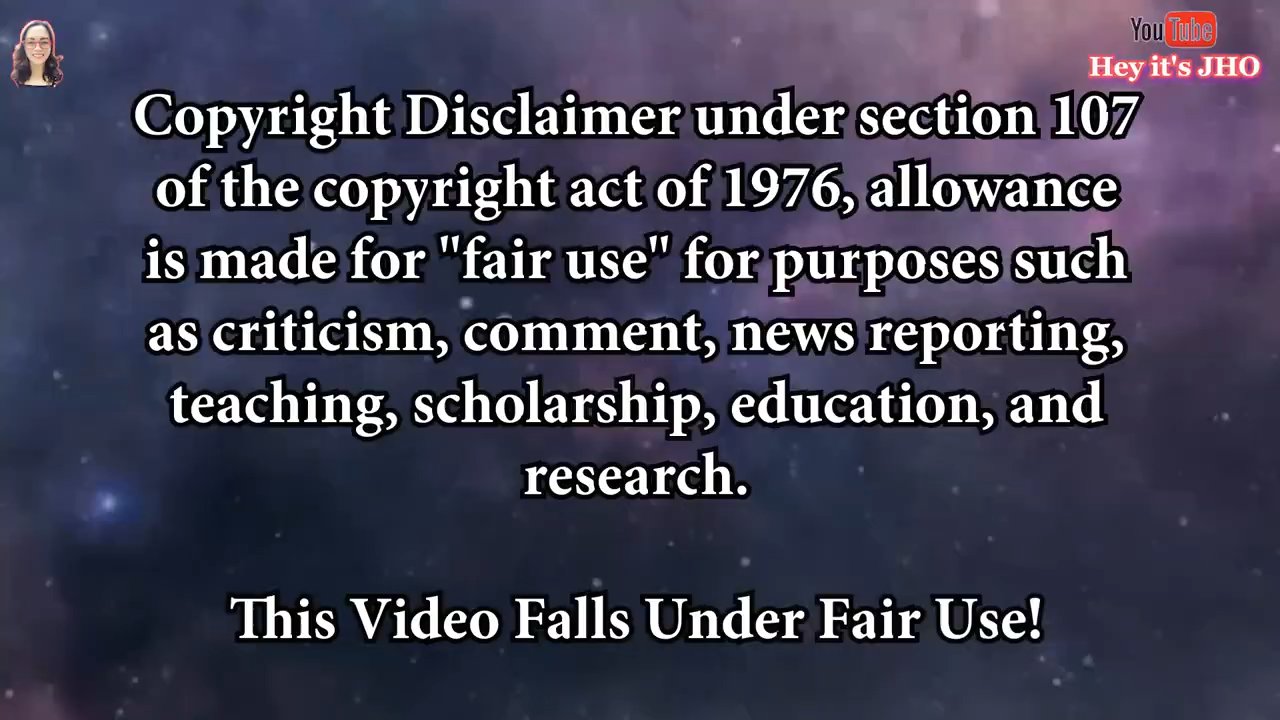 YouTube
Hey it's JHO
Copyright Disclaimer under section 107
of the copyright act of 1976, allowance
is made for "fair use" for purposes such
as criticism, comment, news reporting,
teaching, scholarship, education, and
research.
This Video Falls Under Fair Use!